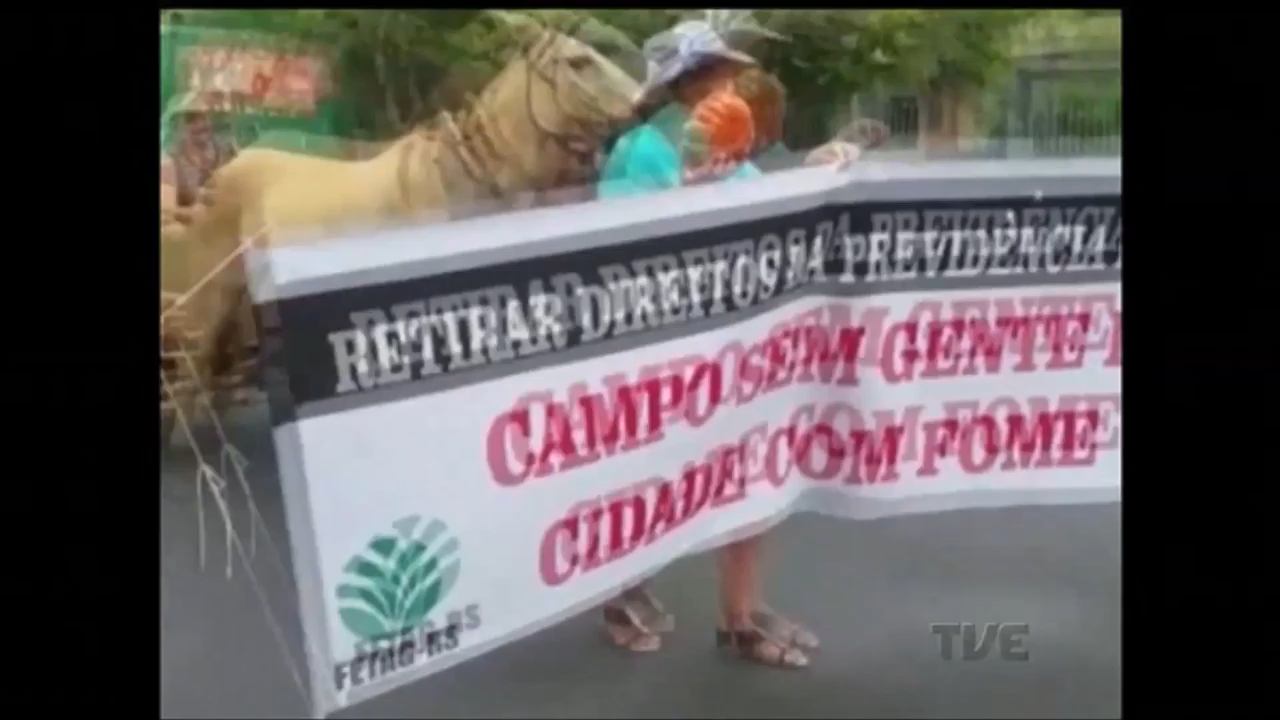 RETIRAR DIREITOS DA PREVIDÊNCIA
CAMPO SEM GENTE
CIDADE COM FOME
FETAG-RS
TVE